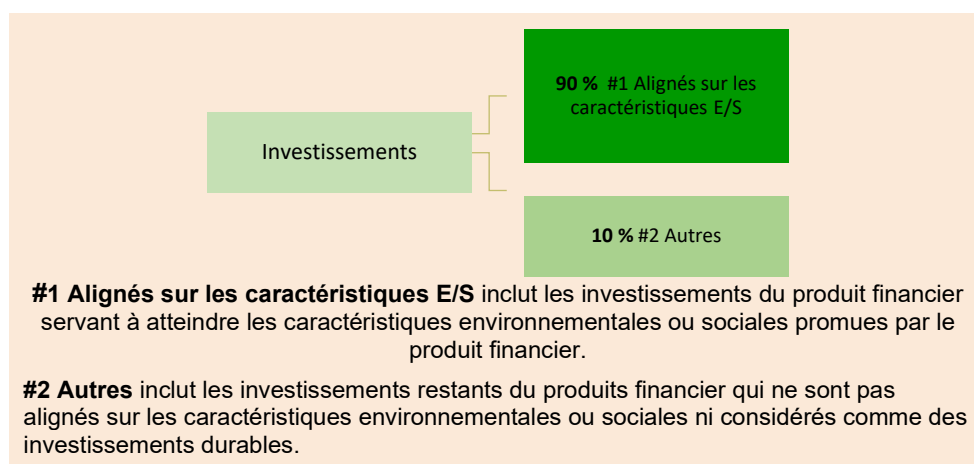 90 % #1 Alignés sur les
caractéristiques E/S
Investissements
10 % #2 Autres
#1 Alignés sur les caractéristiques E/S inclut les investissements du produit financier
servant à atteindre les caractéristiques environnementales ou sociales promues par le
produit financier.
#2 Autres inclut les investissements restants du produits financier qui ne sont pas
alignés sur les caractéristiques environnementales ou sociales ni considérés comme des
investissements durables.